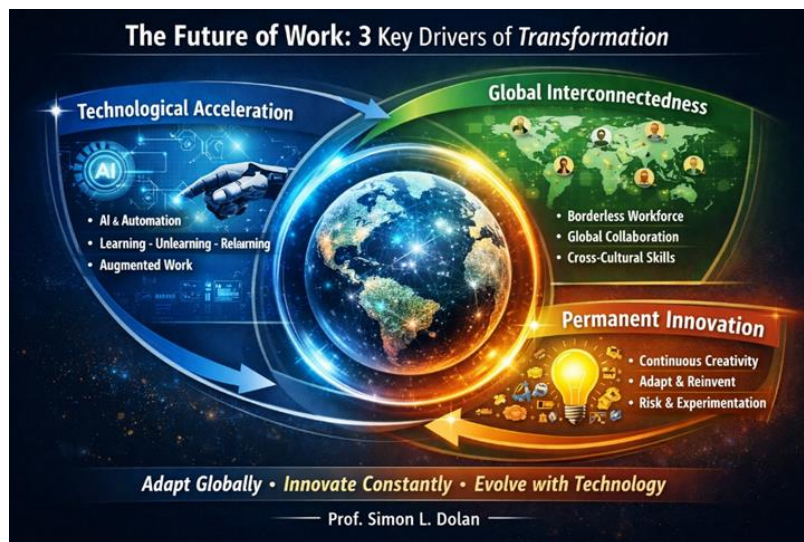 The Future of Work: 3 Key Drivers of Transformation
Technological Acceleration
AI
• AI & Automation
• Learning - Unlearning - Relearning
• Augmented Work
Global Interconnectedness
• Borderless Workforce
• Global Collaboration
• Cross-Cultural Skills
Permanent Innovation
• Continuous Creativity
• Adapt & Reinvent
• Risk & Experimentation
Adapt Globally • Innovate Constantly • Evolve with Technology
Prof. Simon L. Dolan